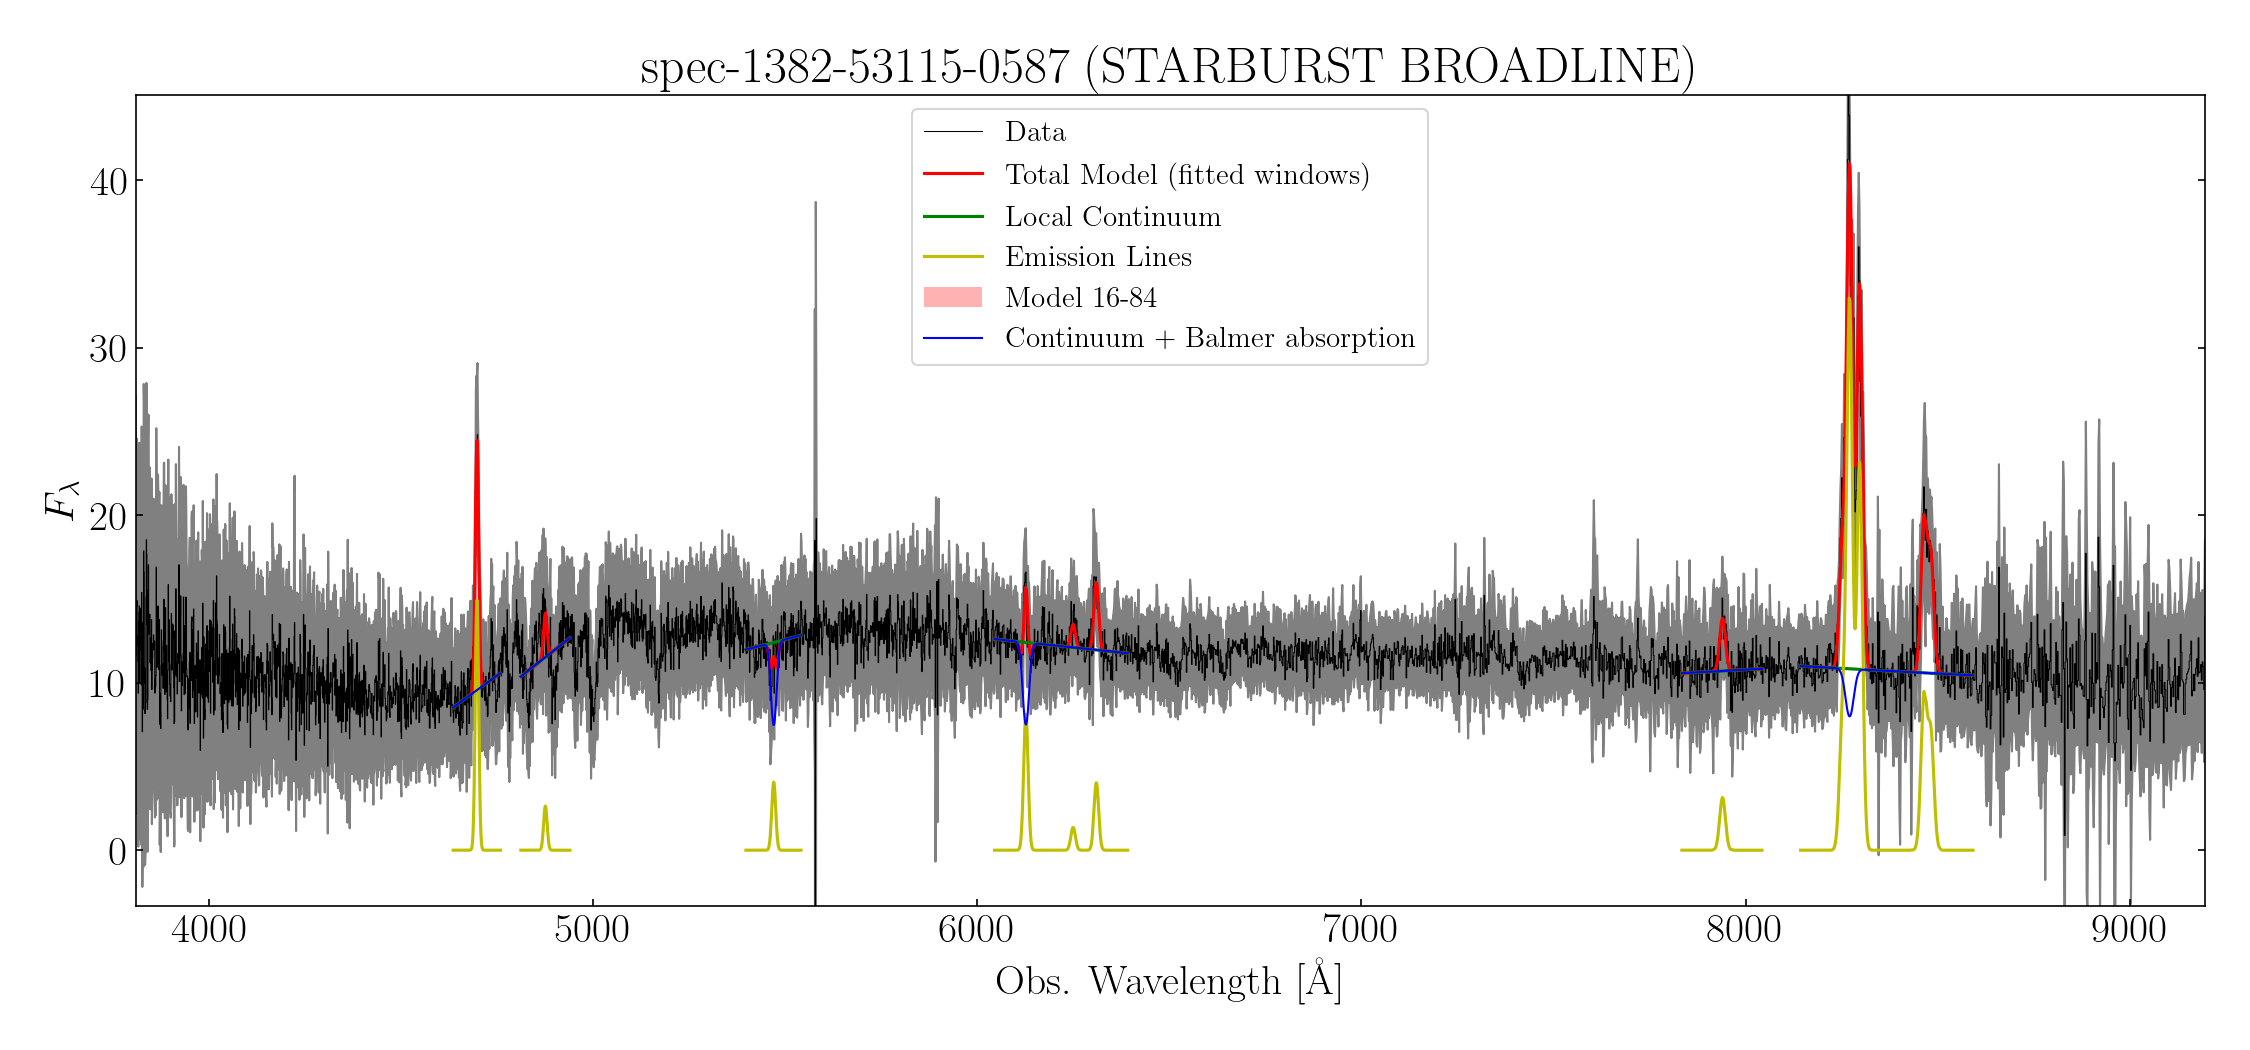 spec-1382-53115-0587 (STARBURST BROADLINE)
Data
Total Model (fitted windows)
Local Continuum
Emission Lines
Model 16-84
Continuum + Balmer absorption
40
30
20
10
0
Fλ
4000 5000 6000 7000 8000 9000
Obs. Wavelength [Å]